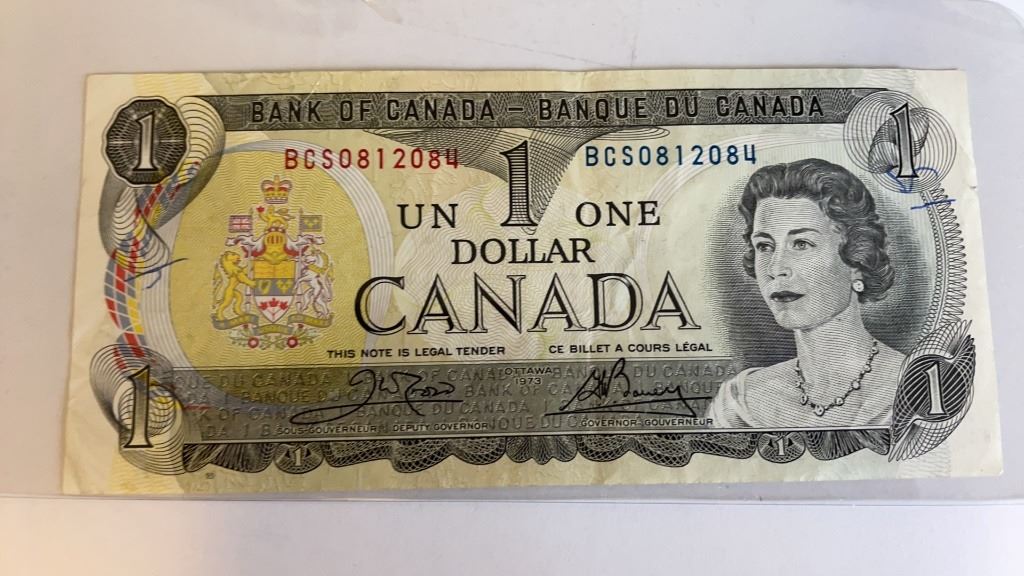 BANK OF CANADA – BANQUE DU CANADA
1 1
BCS0812084 1 BCS0812084
UN ONE
DOLLAR
CANADA
THIS NOTE IS LEGAL TENDER CE BILLET A COURS LÉGAL
OTTAWA
1973
SOUS-GOUVERNEUR DEPUTY GOVERNOR GOVERNOR-GOUVERNEUR
1 1
1 1